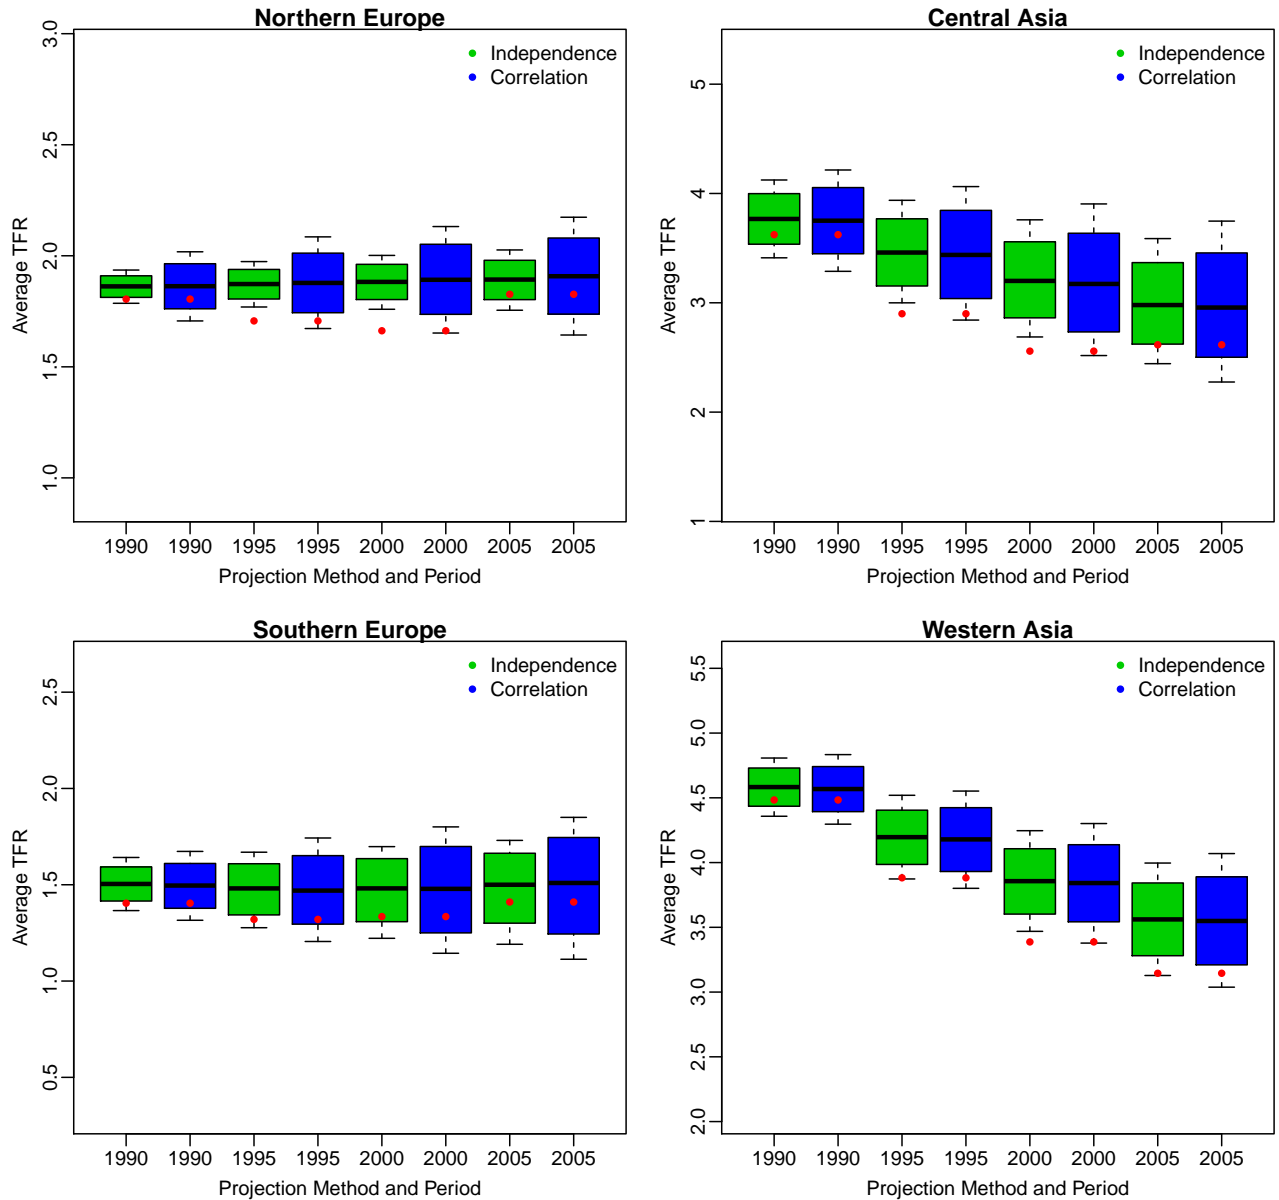 Northern Europe
Independence
Correlation
Average TFR
3.0
2.5
2.0
1.5
1.0
1990 1990 1995 1995 2000 2000 2005 2005
Projection Method and Period
Central Asia
Independence
Correlation
Average TFR
5
4
3
2
1
1990 1990 1995 1995 2000 2000 2005 2005
Projection Method and Period
Southern Europe
Independence
Correlation
Average TFR
2.5
2.0
1.5
1.0
0.5
1990 1990 1995 1995 2000 2000 2005 2005
Projection Method and Period
Western Asia
Independence
Correlation
Average TFR
5.5
5.0
4.5
4.0
3.5
3.0
2.5
2.0
1990 1990 1995 1995 2000 2000 2005 2005
Projection Method and Period